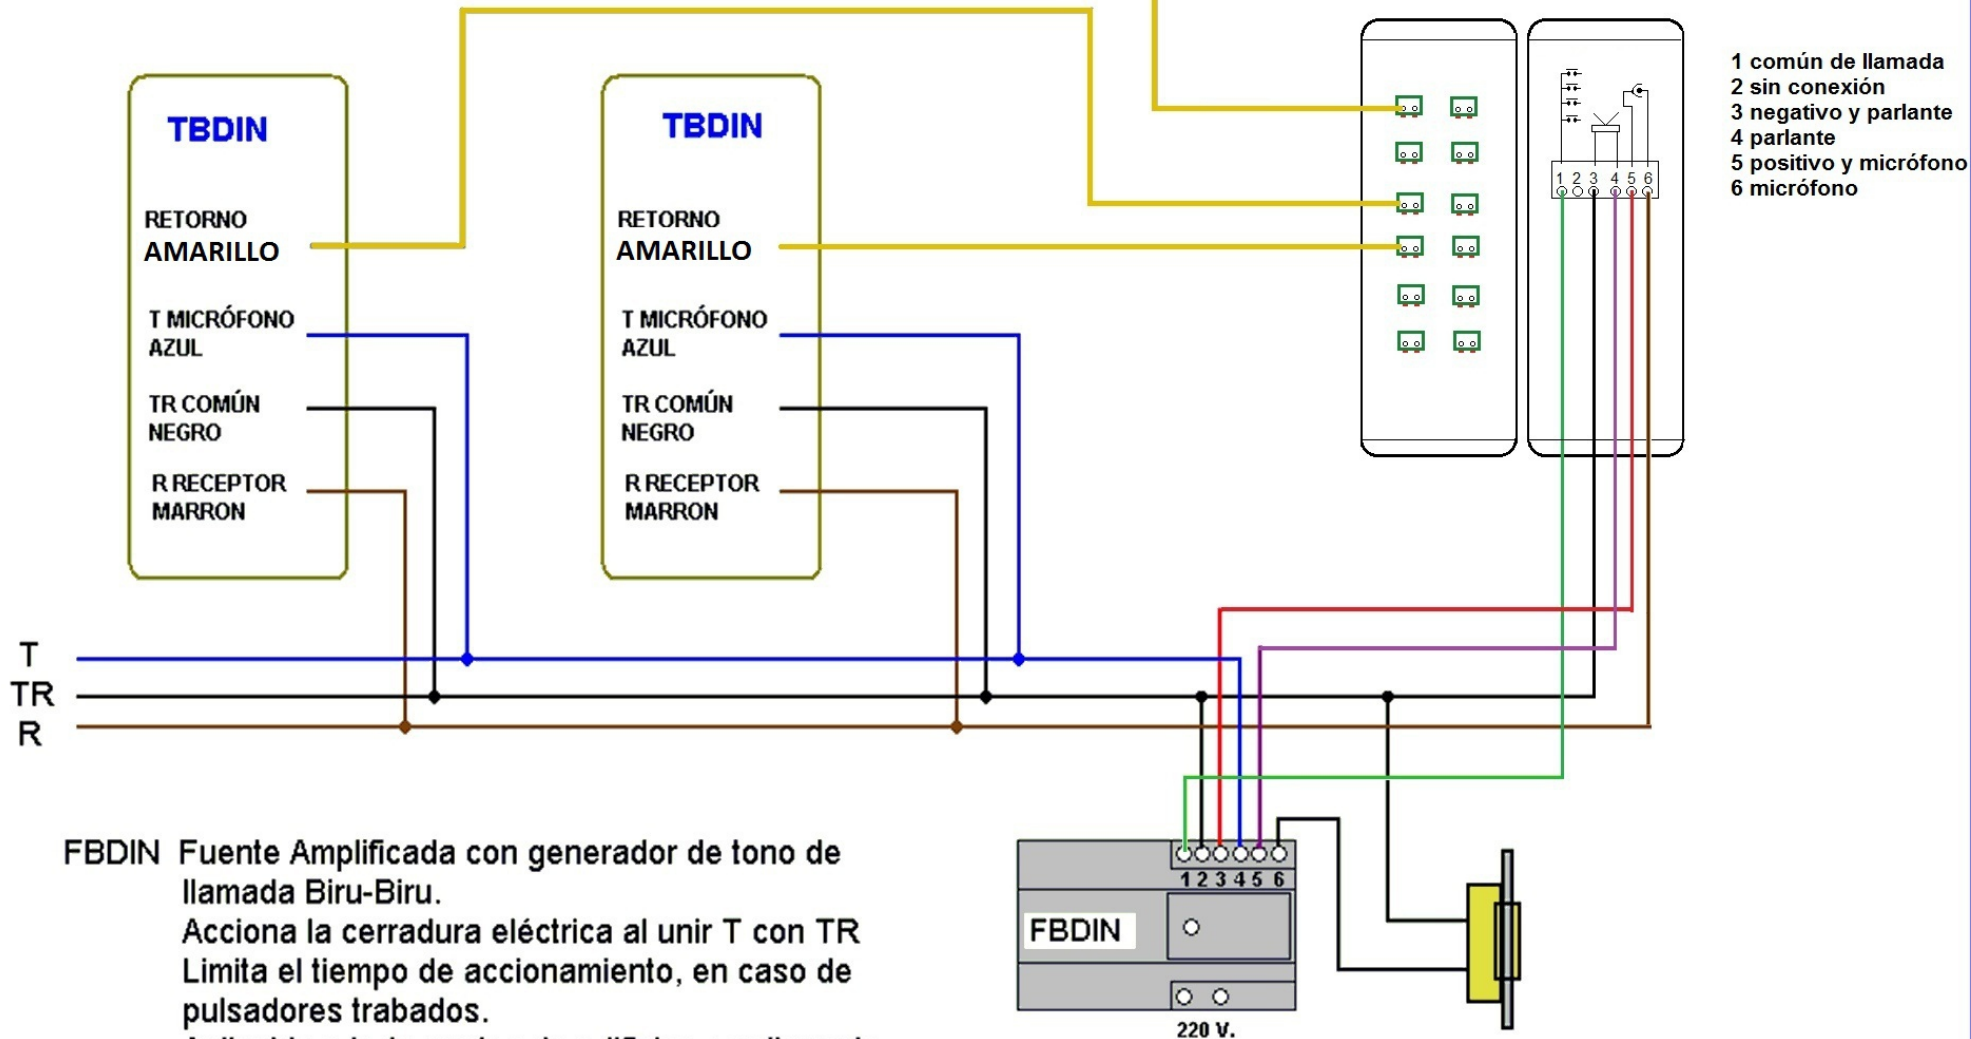 TBDIN
RETORNO
AMARILLO
T MICRÓFONO
AZUL
TR COMÚN
NEGRO
R RECEPTOR
MARRON
TBDIN
RETORNO
AMARILLO
T MICRÓFONO
AZUL
TR COMÚN
NEGRO
R RECEPTOR
MARRON
1 2 3 4 5 6
1 común de llamada
2 sin conexión
3 negativo y parlante
4 parlante
5 positivo y micrófono
6 micrófono
T
TR
R
FBDIN Fuente Amplificada con generador de tono de
llamada Biru-Biru.
Acciona la cerradura eléctrica al unir T con TR
Limita el tiempo de accionamiento, en caso de
pulsadores trabados.
1 2 3 4 5 6
FBDIN
220 V.